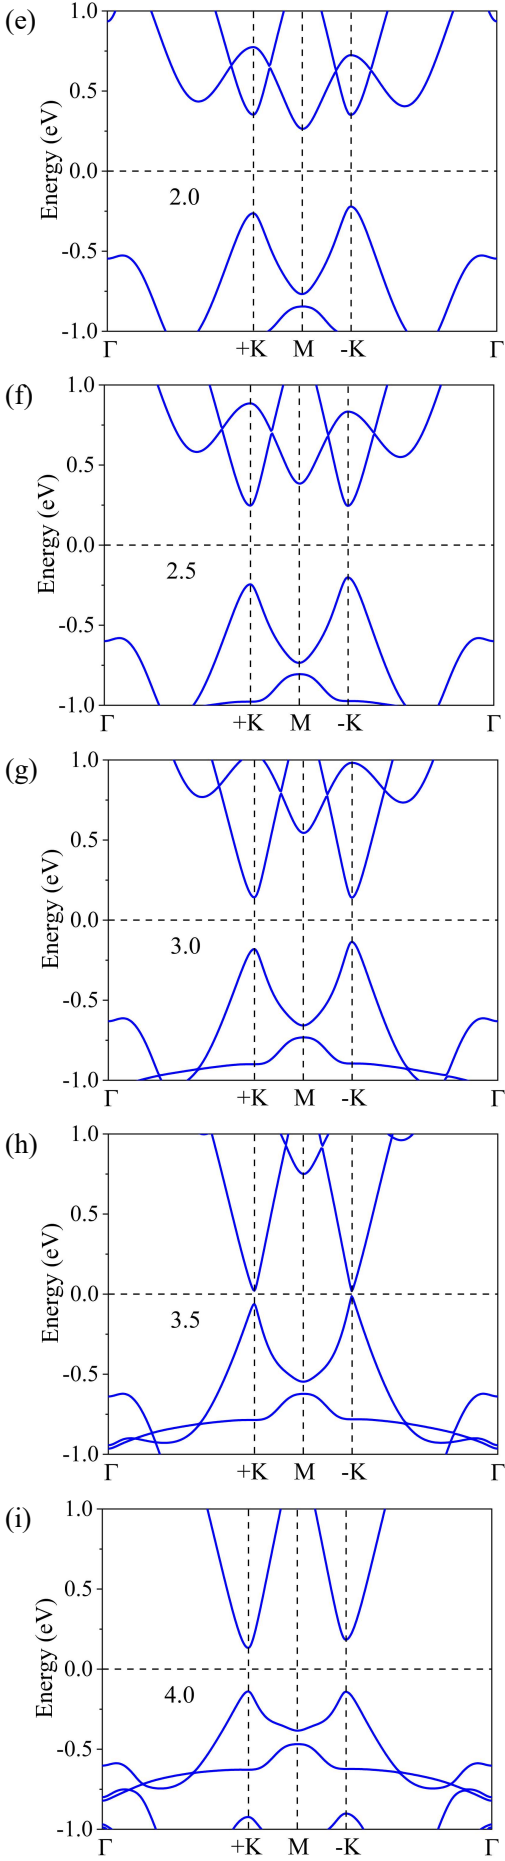 (e)
1.0
0.5
0.0
-0.5
-1.0
Energy (eV)
2.0
Γ +K M -K Γ
(f)
1.0
0.5
0.0
-0.5
-1.0
Energy (eV)
2.5
Γ +K M -K Γ
(g)
1.0
0.5
0.0
-0.5
-1.0
Energy (eV)
3.0
Γ +K M -K Γ
(h)
1.0
0.5
0.0
-0.5
-1.0
Energy (eV)
3.5
Γ +K M -K Γ
(i)
1.0
0.5
0.0
-0.5
-1.0
Energy (eV)
4.0
Γ +K M -K Γ